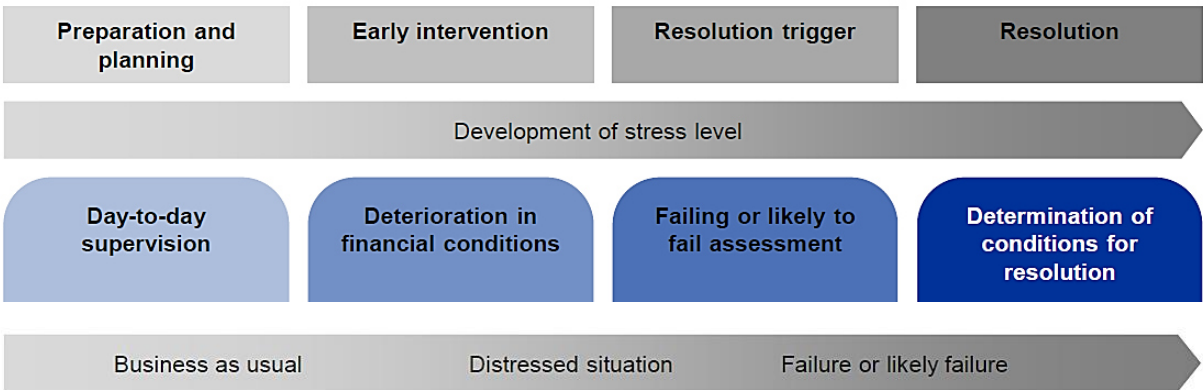 Preparation and
planning
Early intervention
Resolution trigger
Resolution
Development of stress level
Day-to-day
supervision
Deterioration in
financial conditions
Failing or likely to
fail assessment
Determination of
conditions for
resolution
Business as usual
Distressed situation
Failure or likely failure